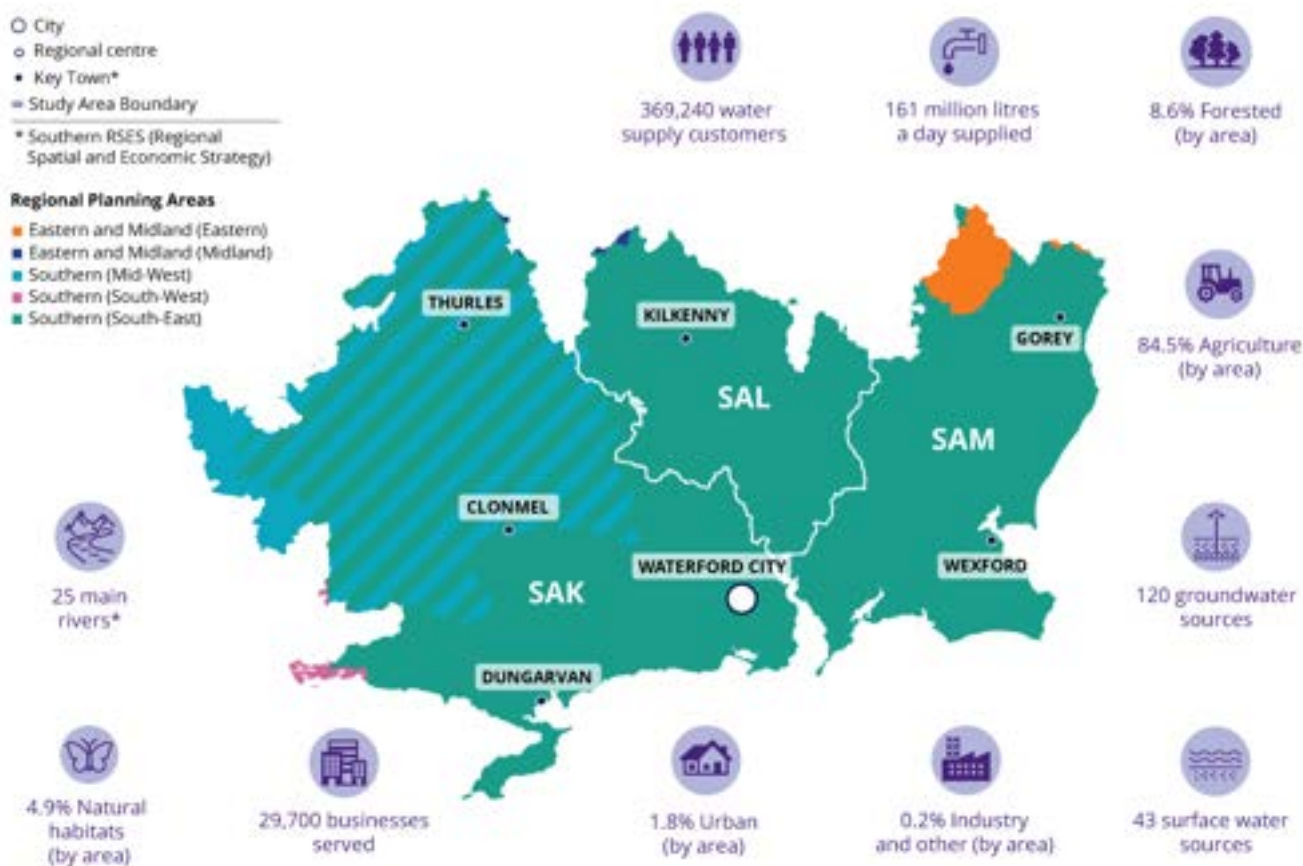 City
Regional centre
Key Town*
Study Area Boundary
* Southern RSES (Regional
Spatial and Economic Strategy)
Regional Planning Areas
Eastern and Midland (Eastern)
Eastern and Midland (Midland)
Southern (Mid-West)
Southern (South-West)
Southern (South-East)
369,240 water
supply customers
161 million litres
a day supplied
8.6% Forested
(by area)
84.5% Agriculture
(by area)
THURLES
KILKENNY
GOREY
SAL
SAM
CLONMEL
WATERFORD CITY
WEXFORD
SAK
DUNGARVAN
25 main
rivers*
120 groundwater
sources
4.9% Natural
habitats
(by area)
29,700 businesses
served
1.8% Urban
(by area)
0.2% Industry
and other (by area)
43 surface water
sources